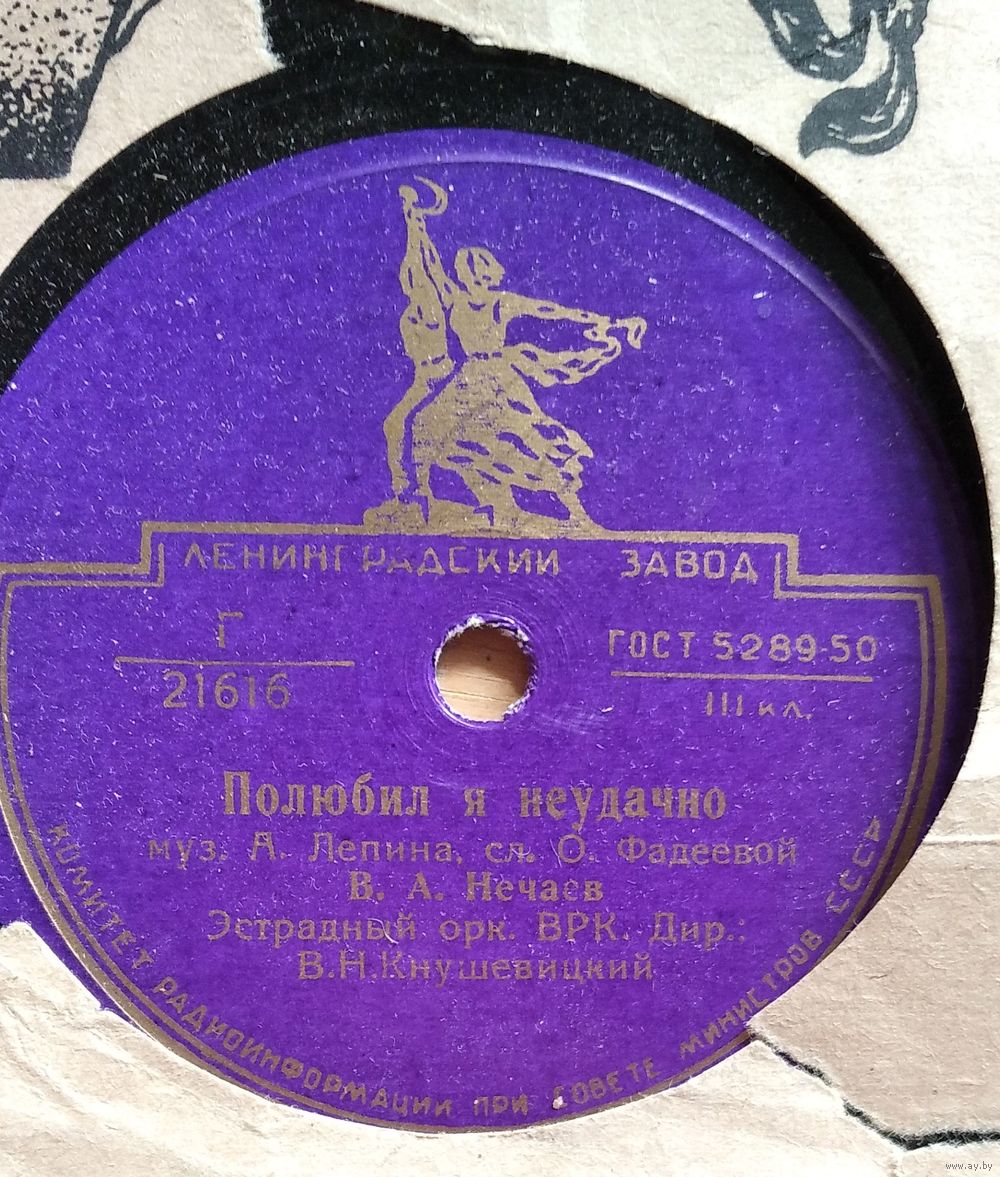 ЛЕНИНГРАДСКИЙ ЗАВОД
Г
21616
ГОСТ 5289-50
III кл.
Полюбил я неудачно
муз. А. Лепина, сл. О. Фадеевой
В. А. Нечаев
Эстрадный орк. ВРК. Дир.:
В.Н.Кнушевицкий
КОМИТЕТ РАДИОИНФОРМАЦИИ ПРИ СОВЕТЕ МИНИСТРОВ СССР
www.ay.by